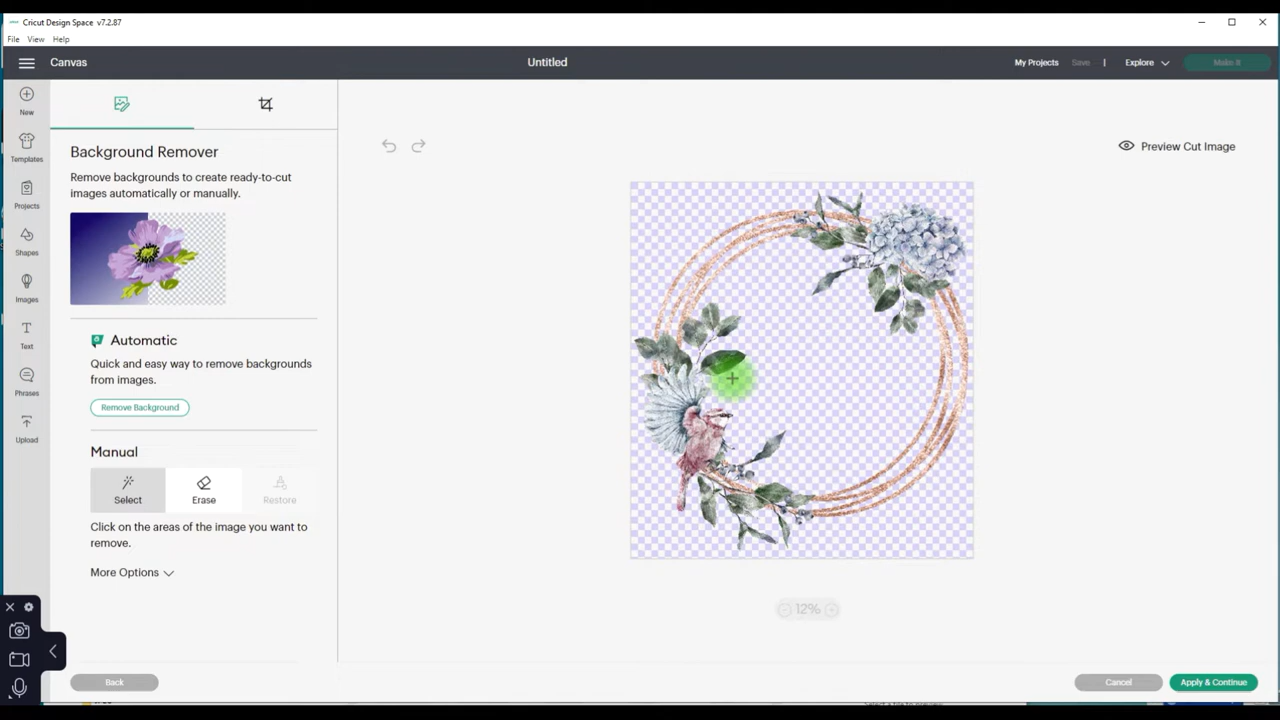 Cricut Design Space v7.2.87
File View Help
Canvas
Untitled
My Projects
Save
Explore
Make It
New
Templates
Projects
Shapes
Images
Text
Phrases
Upload
Background Remover
Remove backgrounds to create ready-to-cut
images automatically or manually.
Automatic
Quick and easy way to remove backgrounds
from images.
Remove Background
Manual
Select
Erase
Restore
Click on the areas of the image you want to
remove.
More Options
Back
Preview Cut Image
12%
Cancel
Apply & Continue